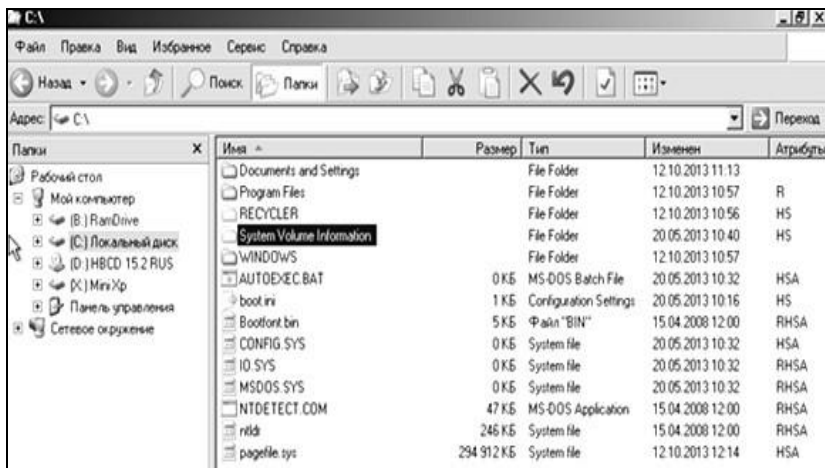 C:\
Файл Правка Вид Избранное Сервис Справка
Назад Поиск Папки
Адрес: C:\ Переход
Папки x Имя Размер Тип Изменен Атрибуты
Рабочий стол
Мой компьютер
(B:) RamDrive
(C:) Локальный диск
(D:) HBCD 15.2 RUS
(X:) Mini Xp
Панель управления
Сетевое окружение
Documents and Settings File Folder 12.10.2013 11:13
Program Files File Folder 12.10.2013 10:57 R
RECYCLER File Folder 12.10.2013 10:56 HS
System Volume Information File Folder 20.05.2013 10:40 HS
WINDOWS File Folder 12.10.2013 10:57
AUTOEXEC.BAT 0 КБ MS-DOS Batch File 20.05.2013 10:32 HSA
boot.ini 1 КБ Configuration Settings 20.05.2013 10:16 HS
Bootfont.bin 5 КБ Файл "BIN" 15.04.2008 12:00 RHSA
CONFIG.SYS 0 КБ System file 20.05.2013 10:32 HSA
IO.SYS 0 КБ System file 20.05.2013 10:32 RHSA
MSDOS.SYS 0 КБ System file 20.05.2013 10:32 RHSA
NTDETECT.COM 47 КБ MS-DOS Application 15.04.2008 12:00 RHSA
ntldr 246 КБ System file 15.04.2008 12:00 RHSA
pagefile.sys 294 912 КБ System file 12.10.2013 12:14 HSA